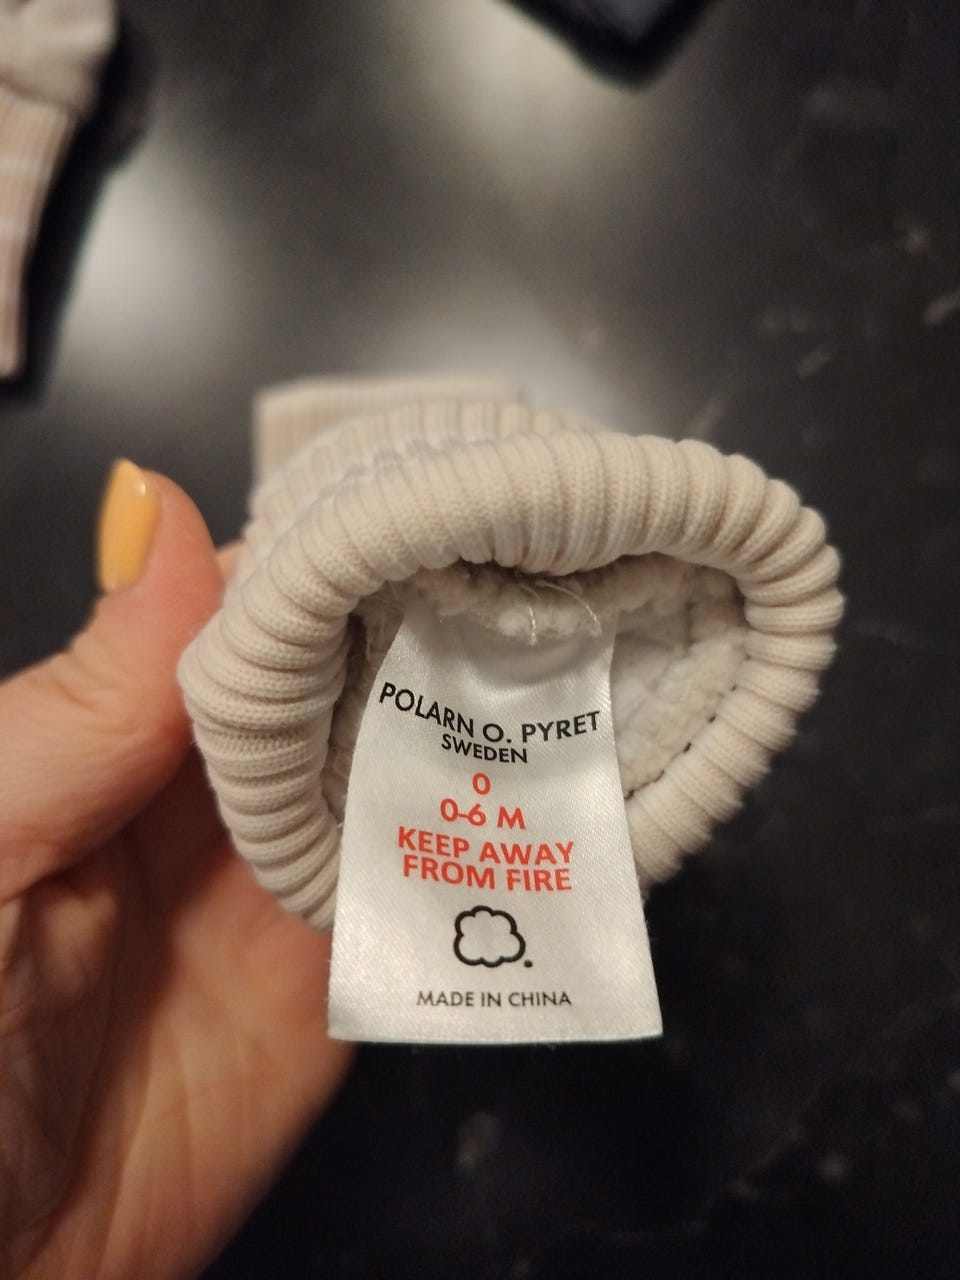 POLARN O. PYRET
SWEDEN
0
0-6 M
KEEP AWAY
FROM FIRE
MADE IN CHINA